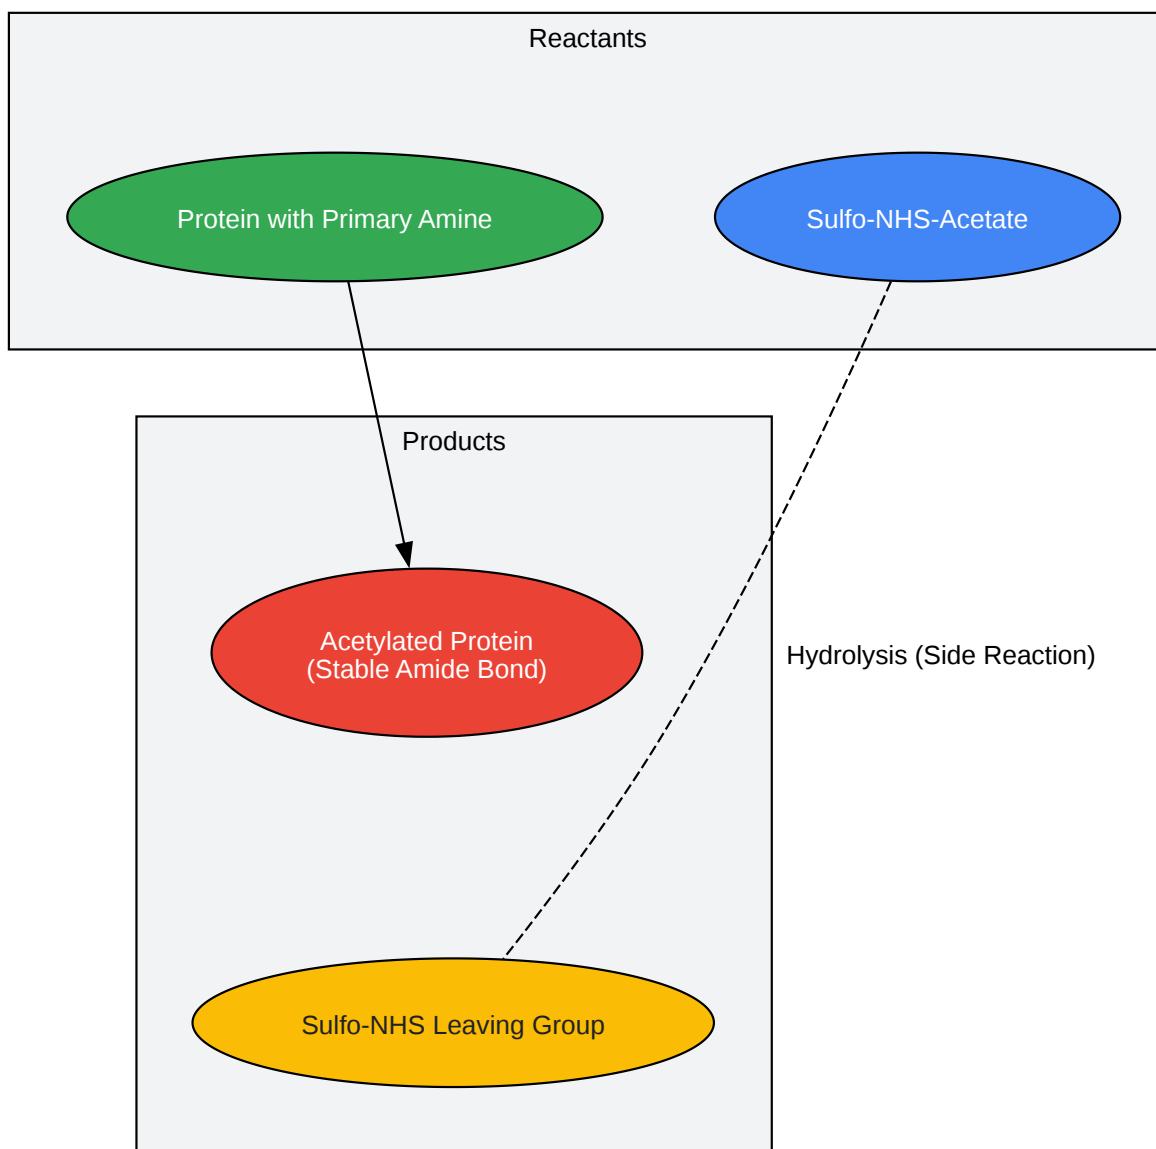 Reactants
Protein with Primary Amine
Sulfo-NHS-Acetate
Products
Acetylated Protein
(Stable Amide Bond)
Hydrolysis (Side Reaction)
Sulfo-NHS Leaving Group